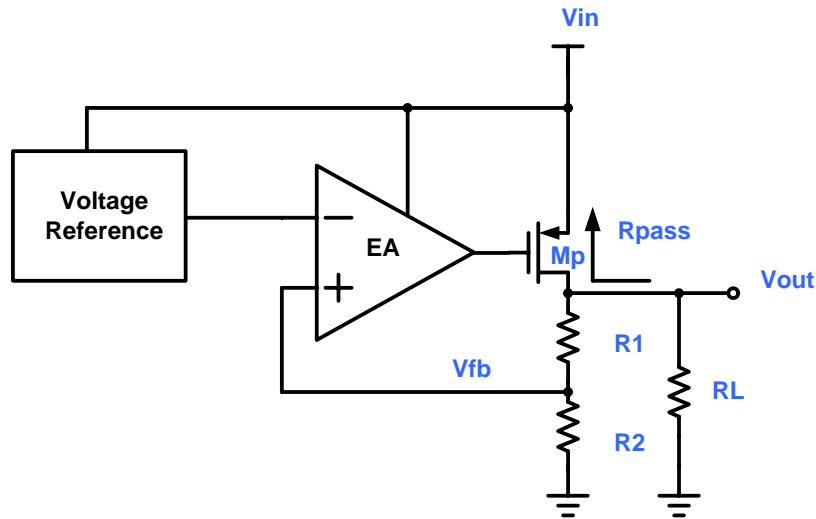 Vin
Voltage
Reference
−
EA
+
Mp
Rpass
Vout
R1
Vfb
RL
R2